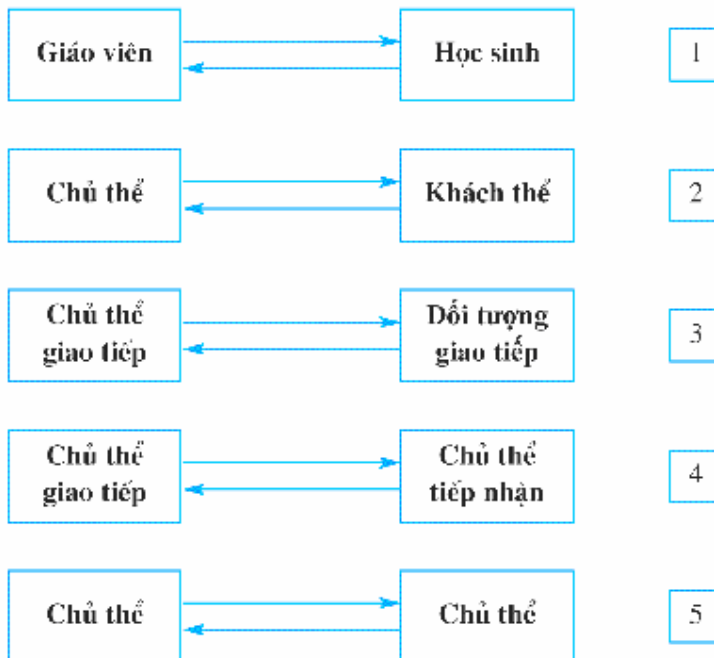 Giáo viên Học sinh 1
Chủ thể Khách thể 2
Chủ thể Đối tượng
giao tiếp giao tiếp 3
Chủ thể Chủ thể
giao tiếp tiếp nhận 4
Chủ thể Chủ thể 5